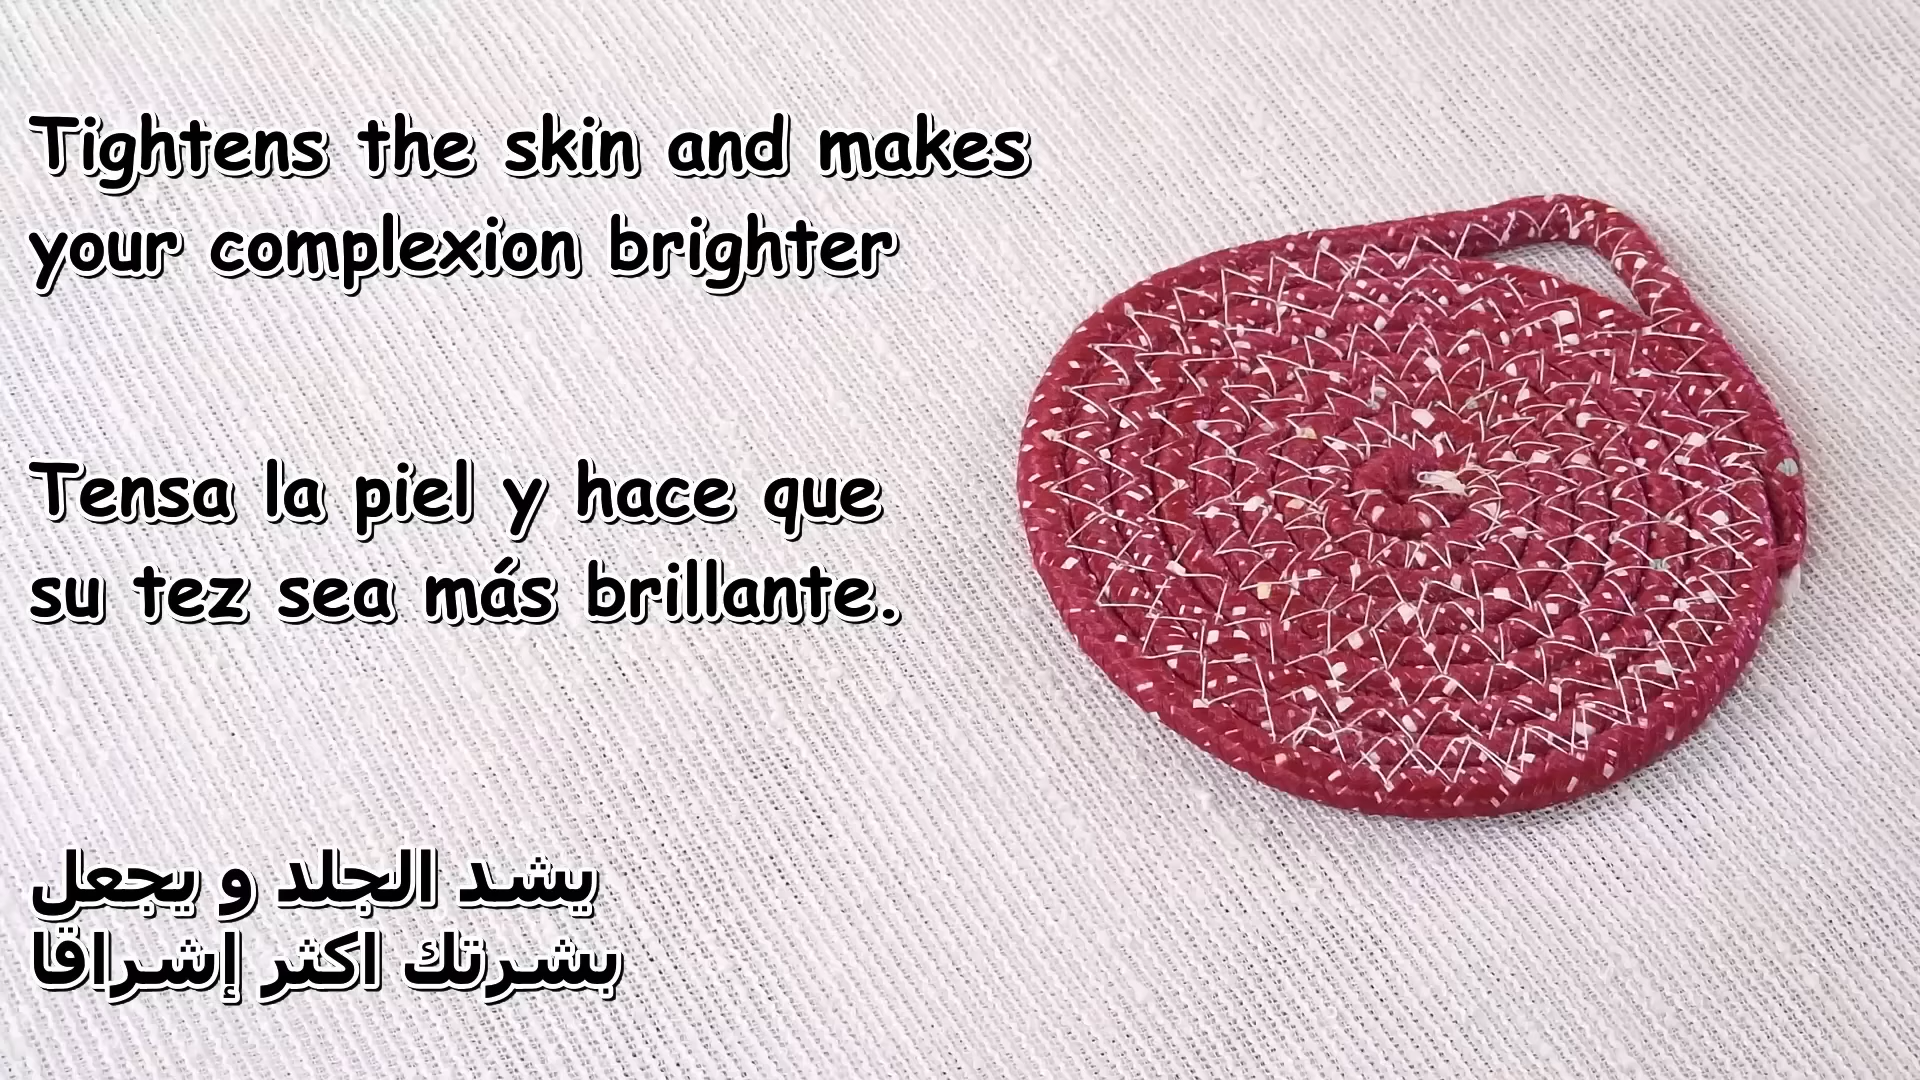 Tightens the skin and makes
your complexion brighter
Tensa la piel y hace que
su tez sea más brillante.
يشد الجلد و يجعل
بشرتك اكثر إشراقا